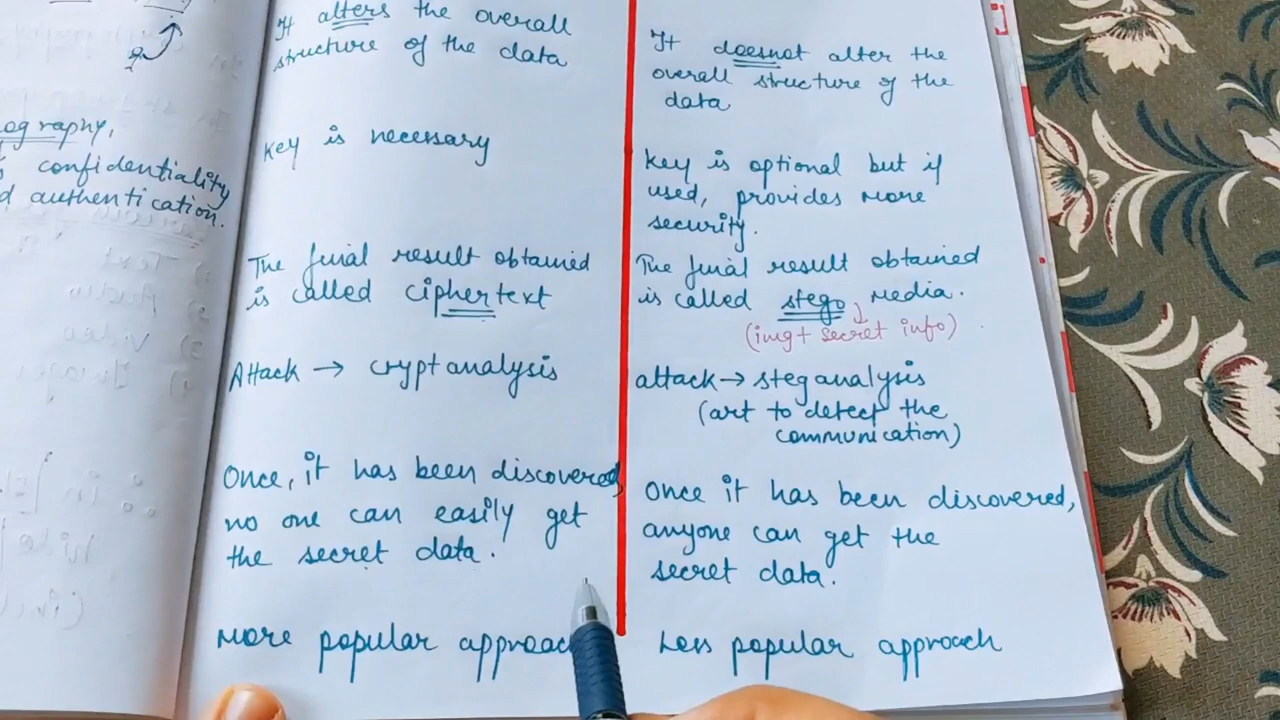 ography,
confidentiality
d authentication.
It alters the overall
structure of the data
Key is necessary
The final result obtained
is called ciphertext
Attack → cryptanalysis
Once, it has been discovered,
no one can easily get
the secret data.
More popular approach
It doesnot alter the
overall structure of the
data
Key is optional but if
used, provides more
security.
The final result obtained
is called stego media.
(img+ secret info)
attack → steganalysis
(art to detect the
communication)
Once it has been discovered,
anyone can get the
secret data.
Less popular approach